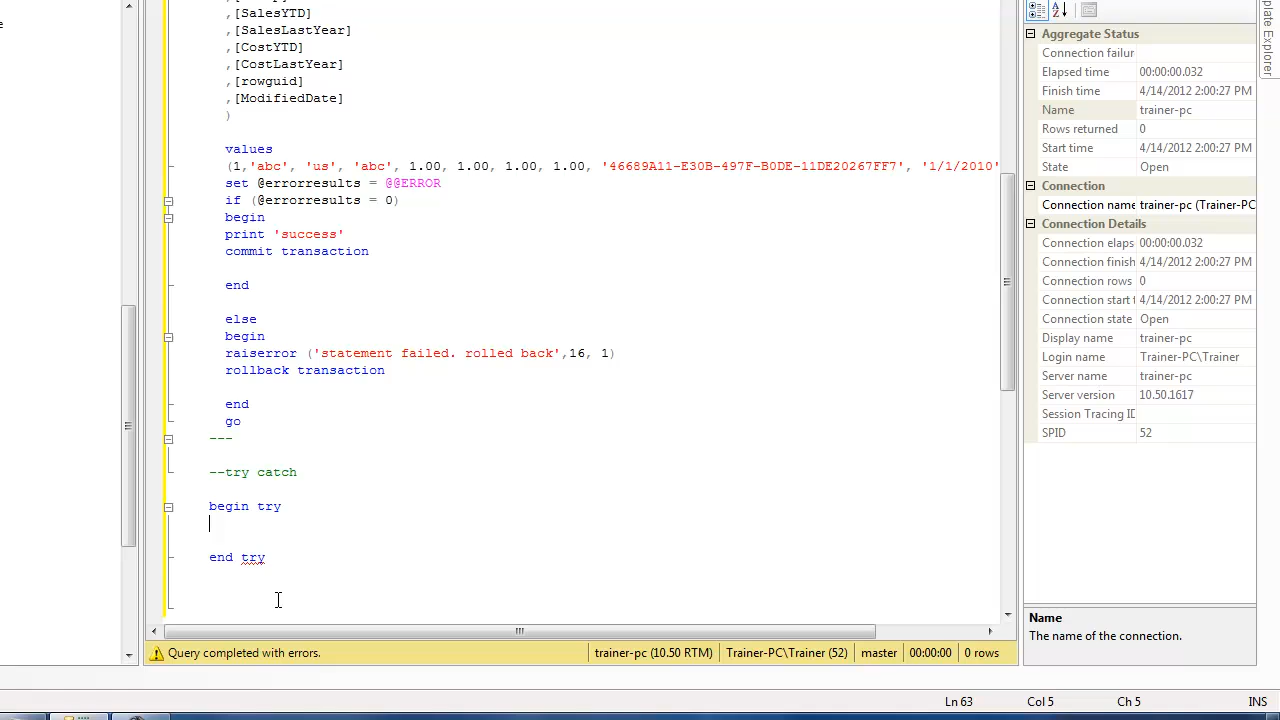 ,[SalesYTD]
,[SalesLastYear]
,[CostYTD]
,[CostLastYear]
,[rowguid]
,[ModifiedDate]
)
values
(1,'abc', 'us', 'abc', 1.00, 1.00, 1.00, 1.00, '46689A11-E30B-497F-B0DE-11DE20267FF7', '1/1/2010'
set @errorresults = @@ERROR
if (@errorresults = 0)
begin
print 'success'
commit transaction
end
else
begin
raiserror ('statement failed. rolled back',16, 1)
rollback transaction
end
go
---
--try catch
begin try
end try
Query completed with errors.
trainer-pc (10.50 RTM)
Trainer-PC\Trainer (52)
master
00:00:00
0 rows
Aggregate Status
Connection failur
Elapsed time 00:00:00.032
Finish time 4/14/2012 2:00:27 PM
Name trainer-pc
Rows returned 0
Start time 4/14/2012 2:00:27 PM
State Open
Connection
Connection name trainer-pc (Trainer-PC
Connection Details
Connection elaps 00:00:00.032
Connection finish 4/14/2012 2:00:27 PM
Connection rows 0
Connection start t 4/14/2012 2:00:27 PM
Connection state Open
Display name trainer-pc
Login name Trainer-PC\Trainer
Server name trainer-pc
Server version 10.50.1617
Session Tracing ID
SPID 52
Name
The name of the connection.
plate Explorer
Ln 63
Col 5
Ch 5
INS